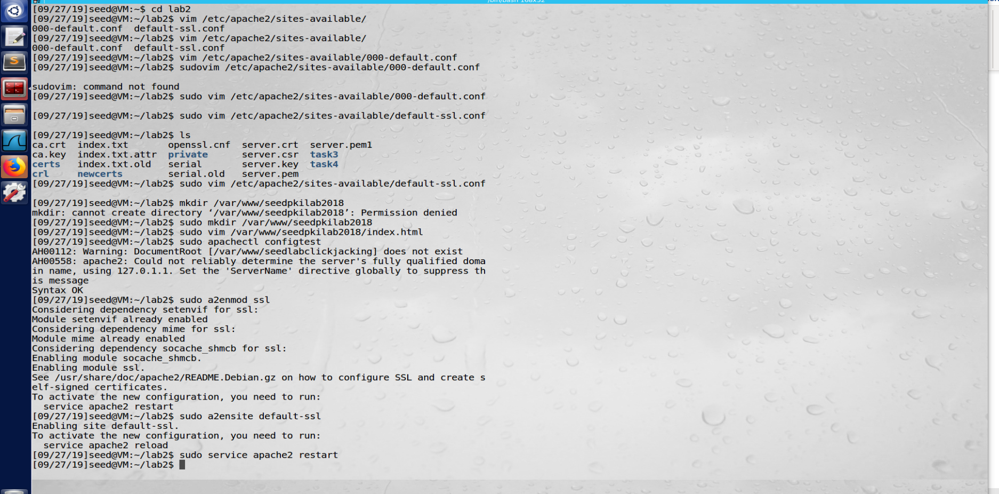 /bin/bash 168x52
[09/27/19]seed@VM:~$ cd lab2
[09/27/19]seed@VM:~/lab2$ vim /etc/apache2/sites-available/
000-default.conf  default-ssl.conf
[09/27/19]seed@VM:~/lab2$ vim /etc/apache2/sites-available/
000-default.conf  default-ssl.conf
[09/27/19]seed@VM:~/lab2$ vim /etc/apache2/sites-available/000-default.conf
[09/27/19]seed@VM:~/lab2$ sudovim /etc/apache2/sites-available/000-default.conf
sudovim: command not found
[09/27/19]seed@VM:~/lab2$ sudo vim /etc/apache2/sites-available/000-default.conf
[09/27/19]seed@VM:~/lab2$ sudo vim /etc/apache2/sites-available/default-ssl.conf
[09/27/19]seed@VM:~/lab2$ ls
ca.crt  index.txt       openssl.cnf  server.crt  server.pem1
ca.key  index.txt.attr  private      server.csr  task3
certs   index.txt.old   serial       server.key  task4
crl     newcerts        serial.old   server.pem
[09/27/19]seed@VM:~/lab2$ sudo vim /etc/apache2/sites-available/default-ssl.conf
[09/27/19]seed@VM:~/lab2$ mkdir /var/www/seedpkilab2018
mkdir: cannot create directory ‘/var/www/seedpkilab2018’: Permission denied
[09/27/19]seed@VM:~/lab2$ sudo mkdir /var/www/seedpkilab2018
[09/27/19]seed@VM:~/lab2$ sudo vim /var/www/seedpkilab2018/index.html
[09/27/19]seed@VM:~/lab2$ sudo apachectl configtest
AH00112: Warning: DocumentRoot [/var/www/seedlabclickjacking] does not exist
AH00558: apache2: Could not reliably determine the server's fully qualified doma
in name, using 127.0.1.1. Set the 'ServerName' directive globally to suppress th
is message
Syntax OK
[09/27/19]seed@VM:~/lab2$ sudo a2enmod ssl
Considering dependency setenvif for ssl:
Module setenvif already enabled
Considering dependency mime for ssl:
Module mime already enabled
Considering dependency socache_shmcb for ssl:
Enabling module socache_shmcb.
Enabling module ssl.
See /usr/share/doc/apache2/README.Debian.gz on how to configure SSL and create s
elf-signed certificates.
To activate the new configuration, you need to run:
  service apache2 restart
[09/27/19]seed@VM:~/lab2$ sudo a2ensite default-ssl
Enabling site default-ssl.
To activate the new configuration, you need to run:
  service apache2 reload
[09/27/19]seed@VM:~/lab2$ sudo service apache2 restart
[09/27/19]seed@VM:~/lab2$